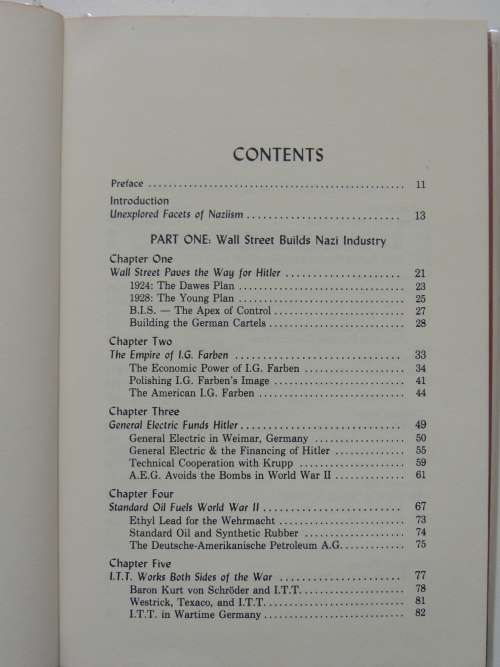 CONTENTS
Preface ................................................ 11
Introduction
Unexplored Facets of Naziism ............................ 13
PART ONE: Wall Street Builds Nazi Industry
Chapter One
Wall Street Paves the Way for Hitler ..................... 21
1924: The Dawes Plan ................................ 23
1928: The Young Plan ................................ 25
B.I.S. — The Apex of Control ......................... 27
Building the German Cartels .......................... 28
Chapter Two
The Empire of I.G. Farben .............................. 33
The Economic Power of I.G. Farben ................... 34
Polishing I.G. Farben's Image ........................ 41
The American I.G. Farben ............................ 44
Chapter Three
General Electric Funds Hitler ............................ 49
General Electric in Weimar, Germany ................. 50
General Electric & the Financing of Hitler ............. 55
Technical Cooperation with Krupp .................... 59
A.E.G. Avoids the Bombs in World War II ............. 61
Chapter Four
Standard Oil Fuels World War II ......................... 67
Ethyl Lead for the Wehrmacht ........................ 73
Standard Oil and Synthetic Rubber ................... 74
The Deutsche-Amerikanische Petroleum A.G. ........... 75
Chapter Five
I.T.T. Works Both Sides of the War ...................... 77
Baron Kurt von Schröder and I.T.T. ................... 78
Westrick, Texaco, and I.T.T. .......................... 81
I.T.T. in Wartime Germany ........................... 82